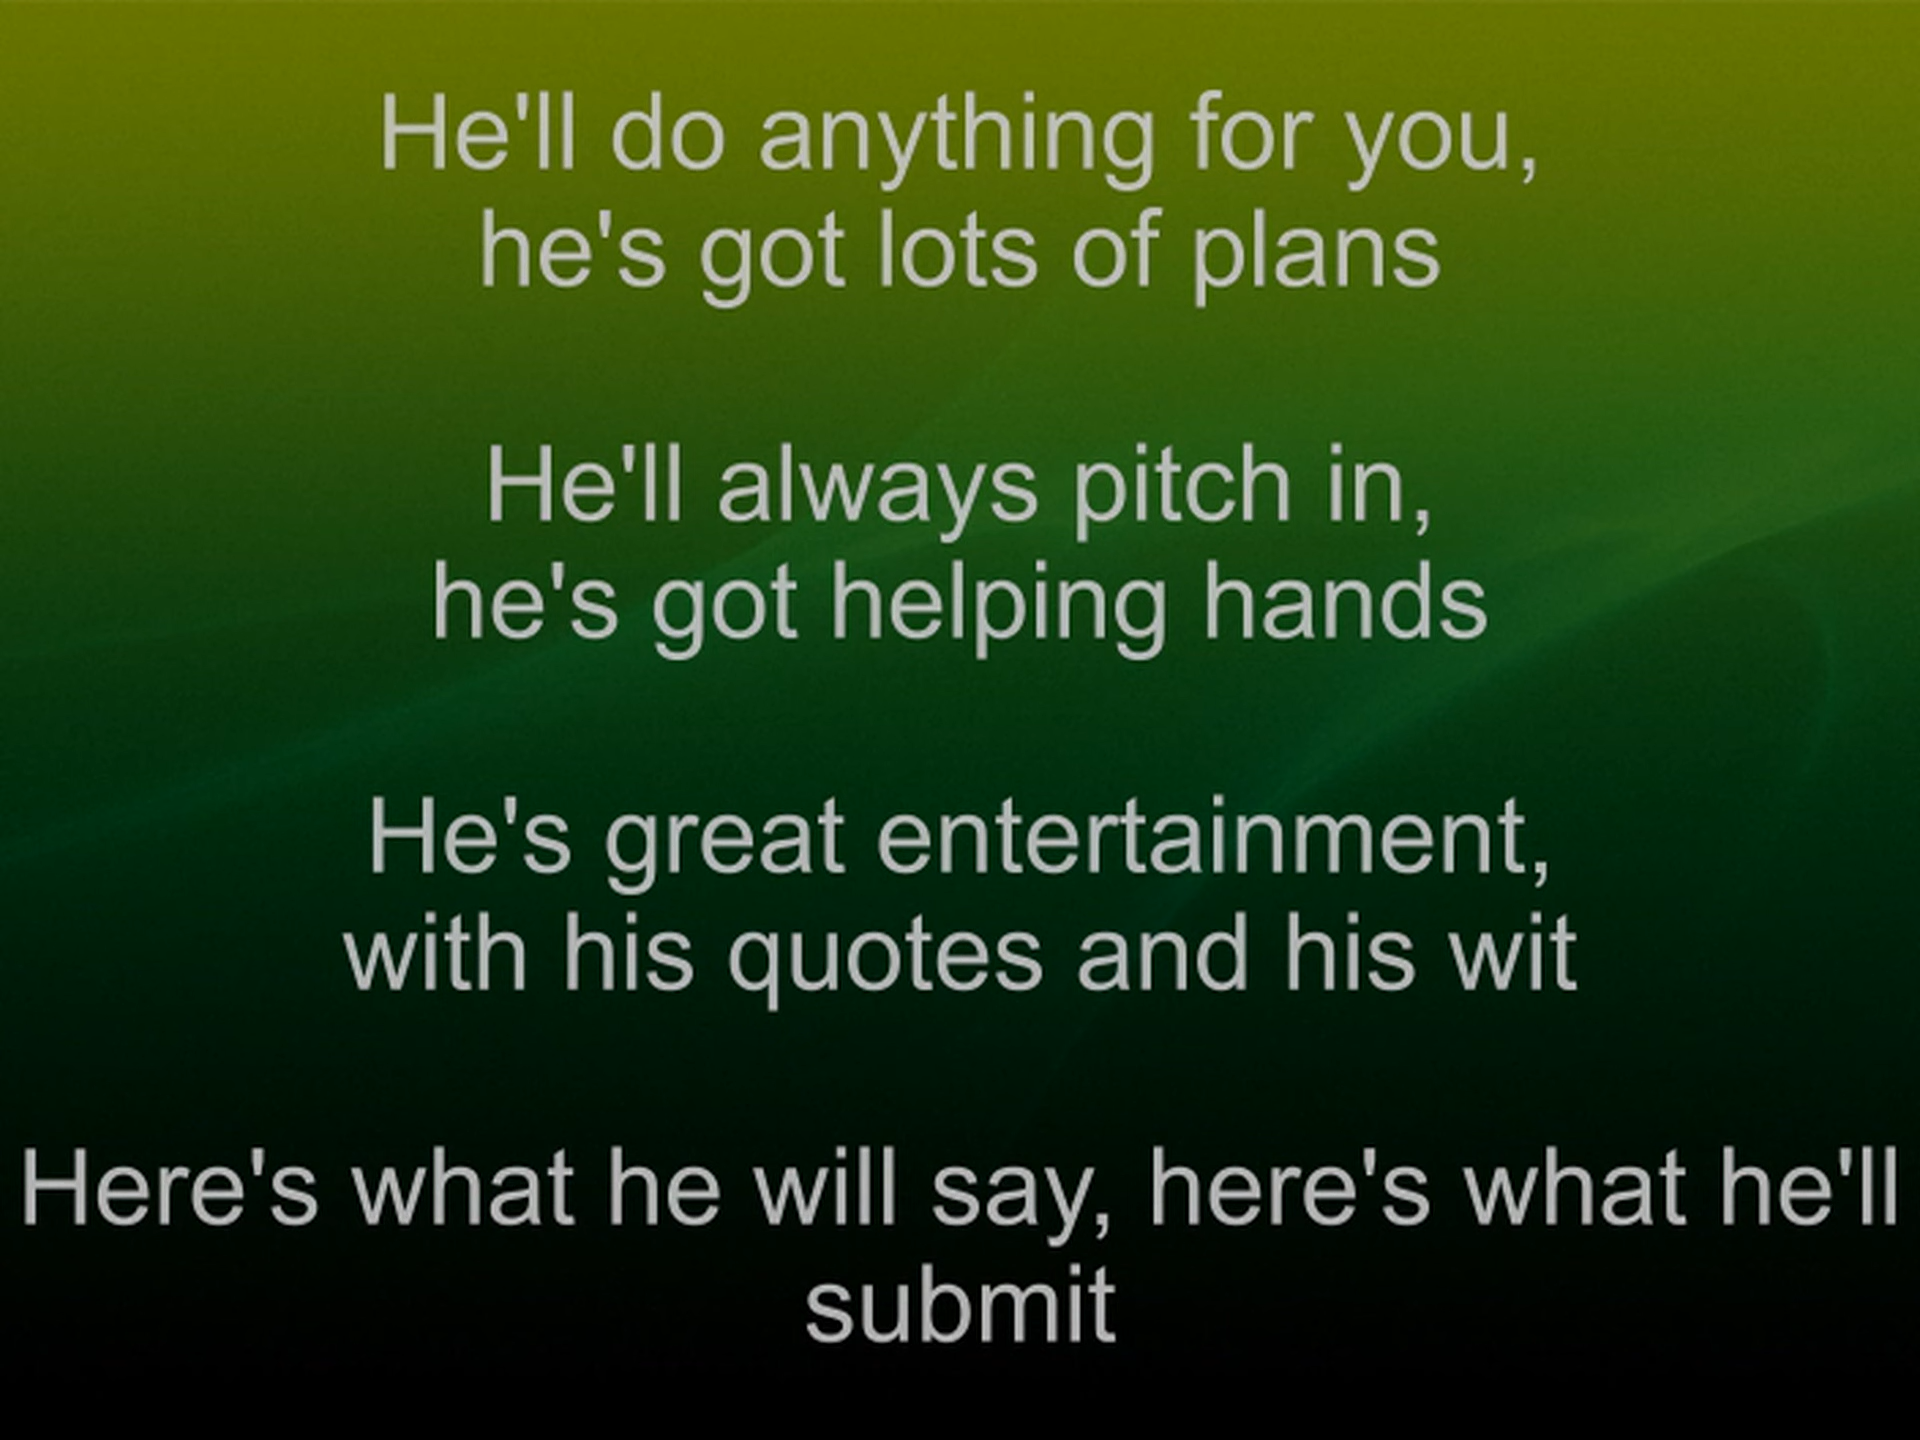 He'll do anything for you,
he's got lots of plans
He'll always pitch in,
he's got helping hands
He's great entertainment,
with his quotes and his wit
Here's what he will say, here's what he'll
submit